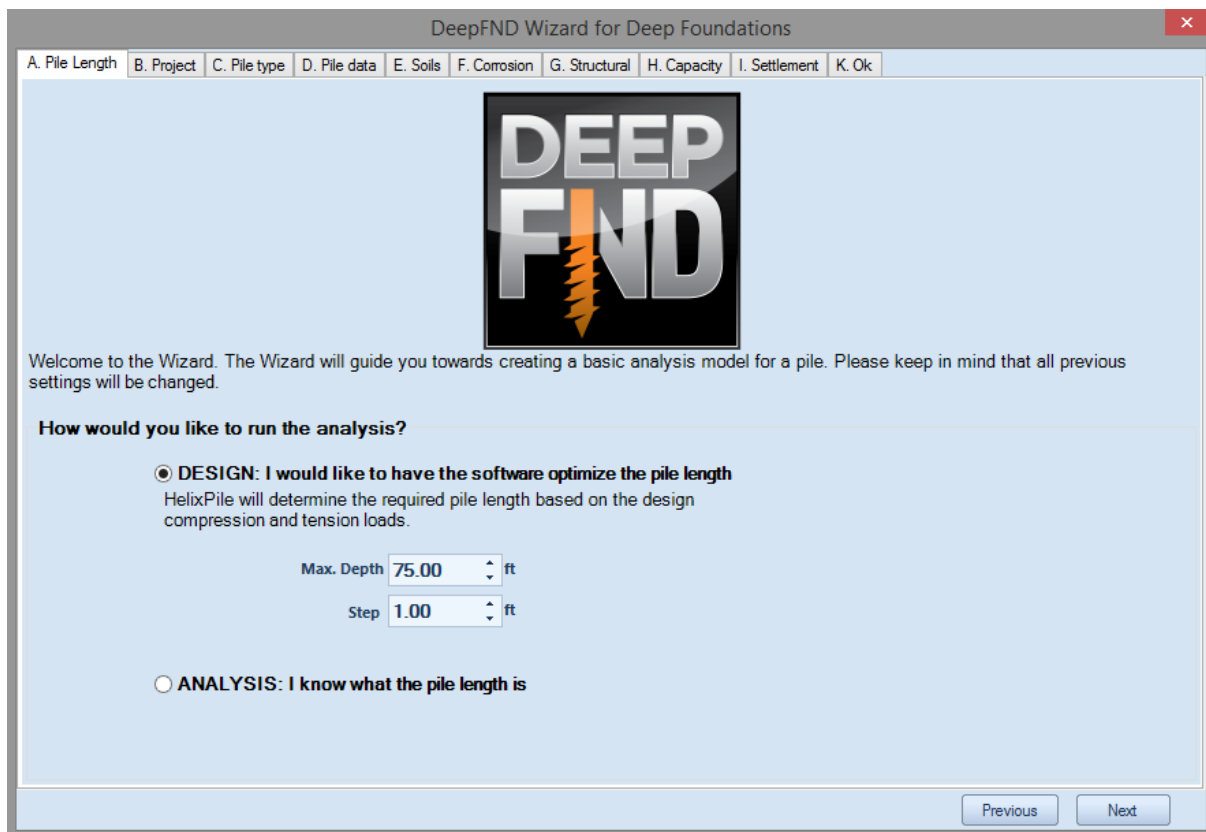 DeepFND Wizard for Deep Foundations
A. Pile Length B. Project C. Pile type D. Pile data E. Soils F. Corrosion G. Structural H. Capacity I. Settlement K. Ok
DEEP
FND
Welcome to the Wizard. The Wizard will guide you towards creating a basic analysis model for a pile. Please keep in mind that all previous
settings will be changed.
How would you like to run the analysis?
DESIGN: I would like to have the software optimize the pile length
HelixPile will determine the required pile length based on the design
compression and tension loads.
Max. Depth 75.00 ft
Step 1.00 ft
ANALYSIS: I know what the pile length is
Previous Next